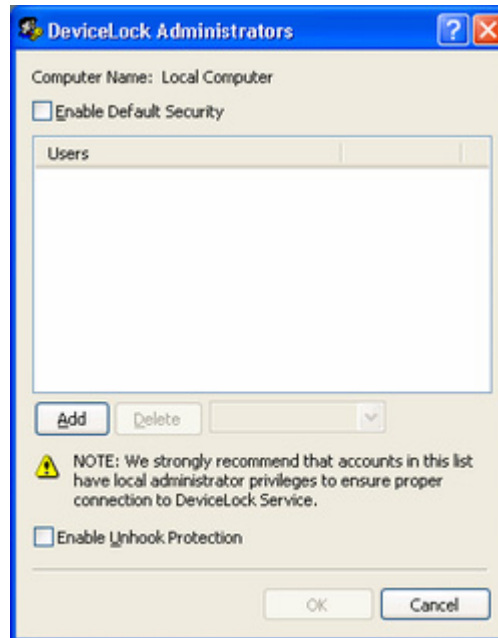 DeviceLock Administrators
Computer Name: Local Computer
Enable Default Security
Users
Add Delete
NOTE: We strongly recommend that accounts in this list
have local administrator privileges to ensure proper
connection to DeviceLock Service.
Enable Unhook Protection
OK Cancel